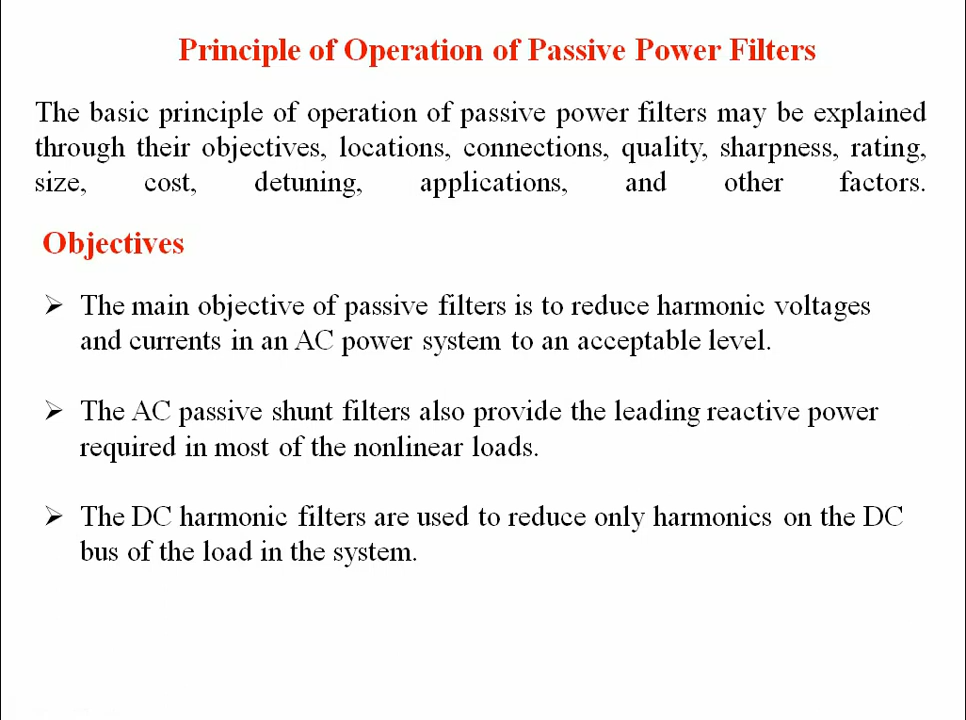 Principle of Operation of Passive Power Filters
The basic principle of operation of passive power filters may be explained
through their objectives, locations, connections, quality, sharpness, rating,
size, cost, detuning, applications, and other factors.
Objectives
➢ The main objective of passive filters is to reduce harmonic voltages
and currents in an AC power system to an acceptable level.
➢ The AC passive shunt filters also provide the leading reactive power
required in most of the nonlinear loads.
➢ The DC harmonic filters are used to reduce only harmonics on the DC
bus of the load in the system.